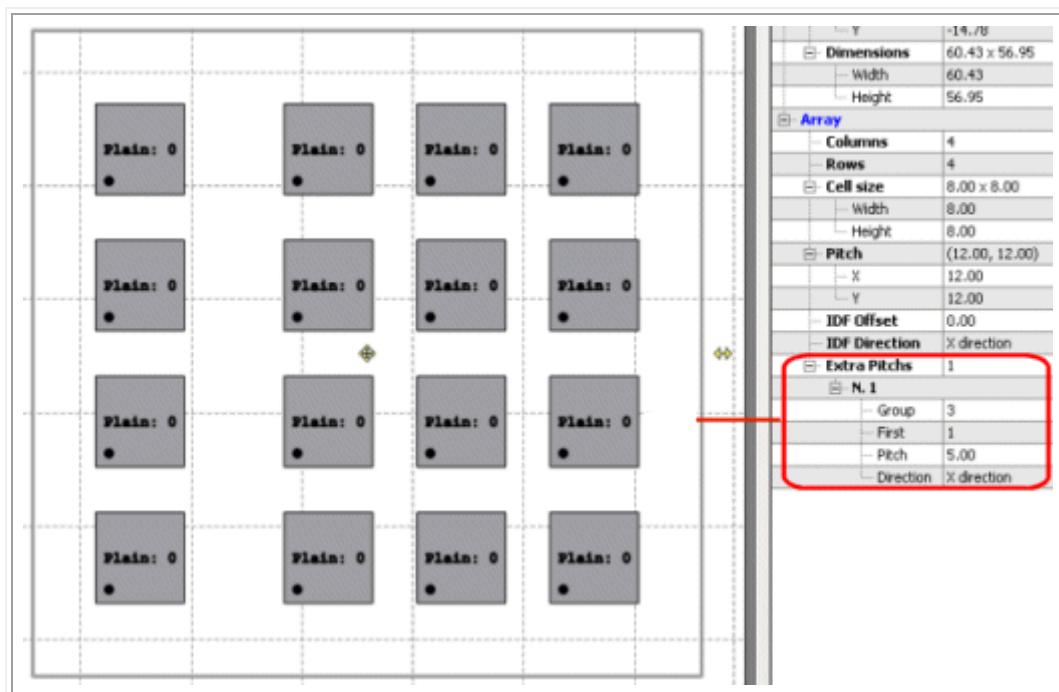 Y -14.78
Dimensions 60.43 x 56.95
Width 60.43
Height 56.95
Array
Columns 4
Rows 4
Cell size 8.00 x 8.00
Width 8.00
Height 8.00
Pitch (12.00, 12.00)
X 12.00
Y 12.00
IDF Offset 0.00
IDF Direction X direction
Extra Pitchs 1
N. 1
Group 3
First 1
Pitch 5.00
Direction X direction
Plain: 0 Plain: 0 Plain: 0 Plain: 0
Plain: 0 Plain: 0 Plain: 0 Plain: 0
Plain: 0 Plain: 0 Plain: 0 Plain: 0
Plain: 0 Plain: 0 Plain: 0 Plain: 0